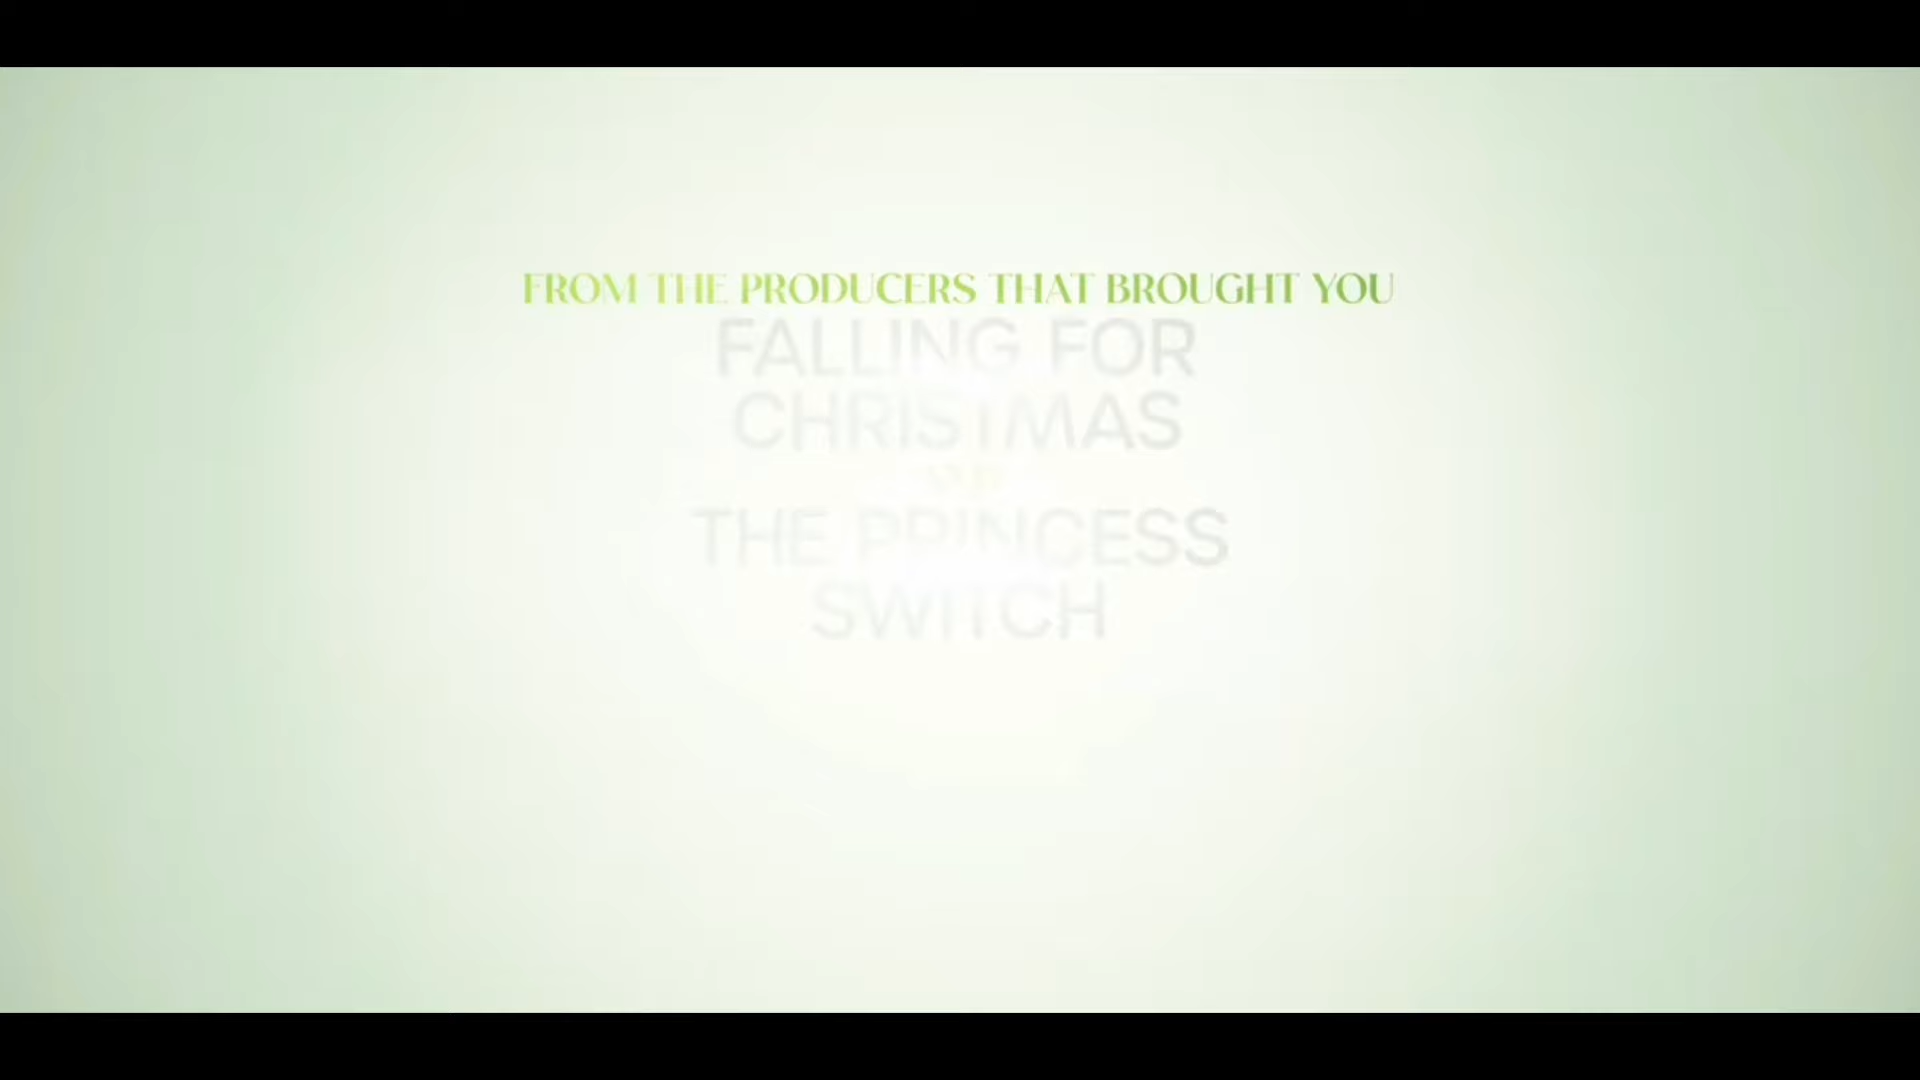 FROM THE PRODUCERS THAT BROUGHT YOU
FALLING FOR
CHRISTMAS
THE PRINCESS
SWITCH